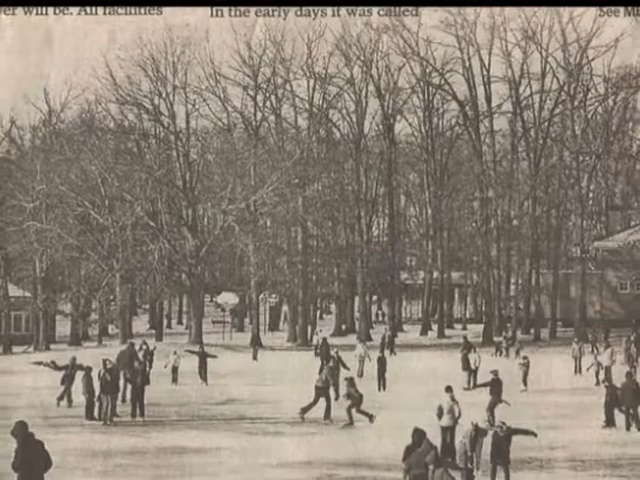 er will be. All facilities
In the early days it was called
See M